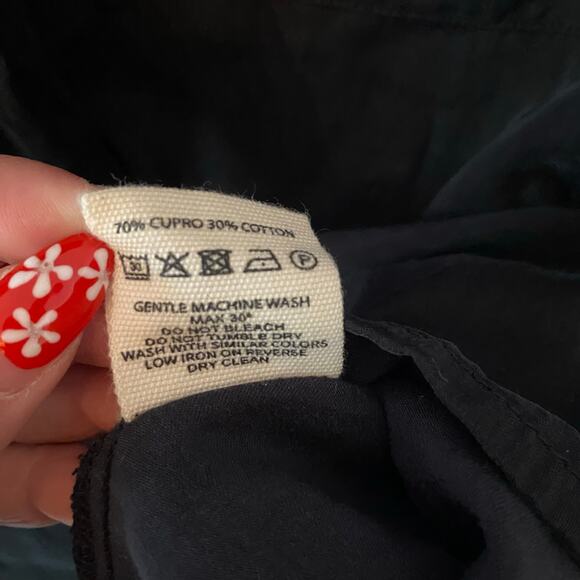 70% CUPRO 30% COTTON
30 P
GENTLE MACHINE WASH
MAX 30°
DO NOT BLEACH
DO NOT TUMBLE DRY
WASH WITH SIMILAR COLORS
LOW IRON ON REVERSE
DRY CLEAN